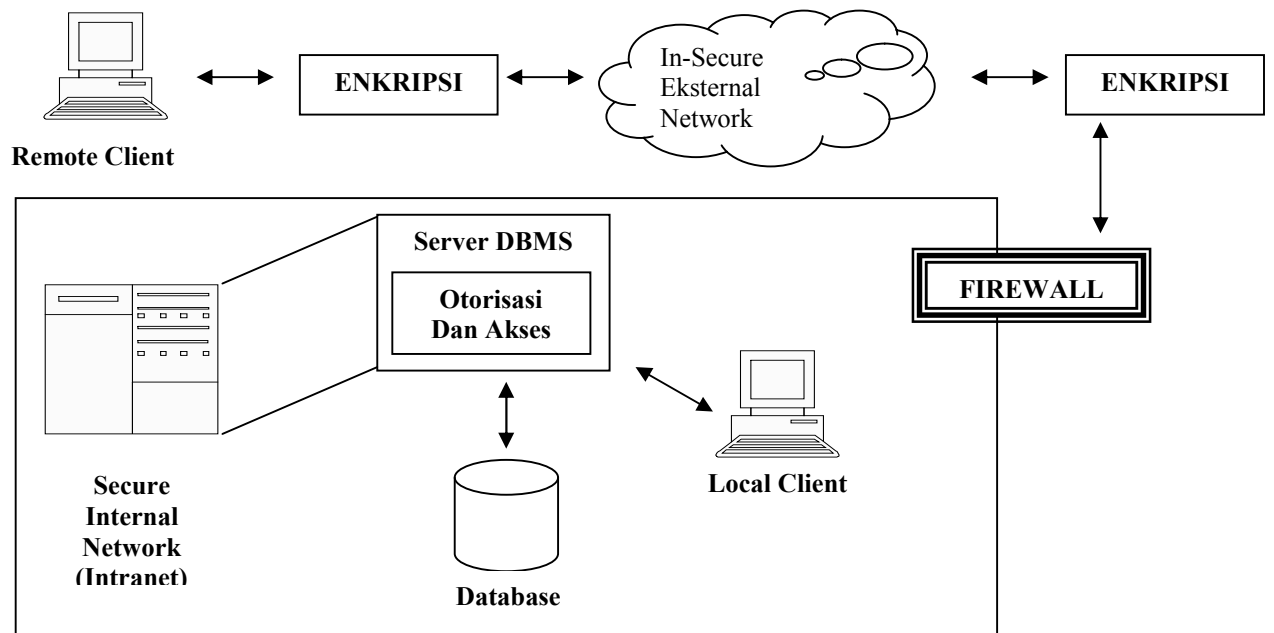 ENKRIPSI
In-Secure
Eksternal
Network
ENKRIPSI
Remote Client
Server DBMS
Otorisasi
Dan Akses
FIREWALL
Secure
Internal
Network
(Intranet)
Local Client
Database